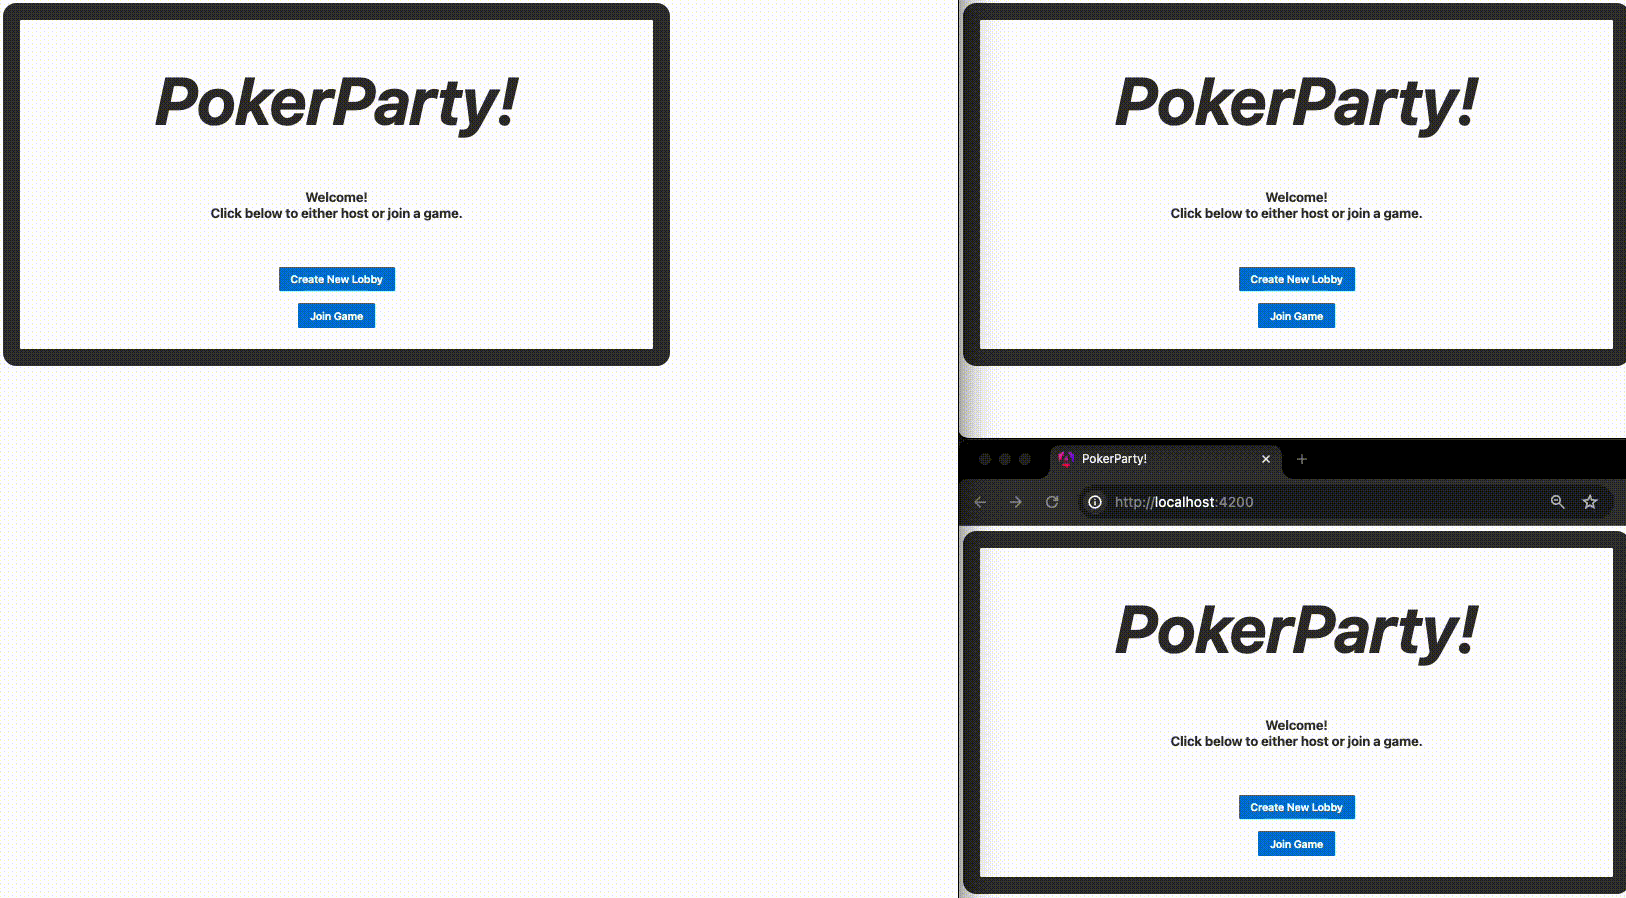 PokerParty!
Welcome!
Click below to either host or join a game.
Create New Lobby
Join Game
PokerParty!
Welcome!
Click below to either host or join a game.
Create New Lobby
Join Game
PokerParty!
http://localhost:4200
PokerParty!
Welcome!
Click below to either host or join a game.
Create New Lobby
Join Game